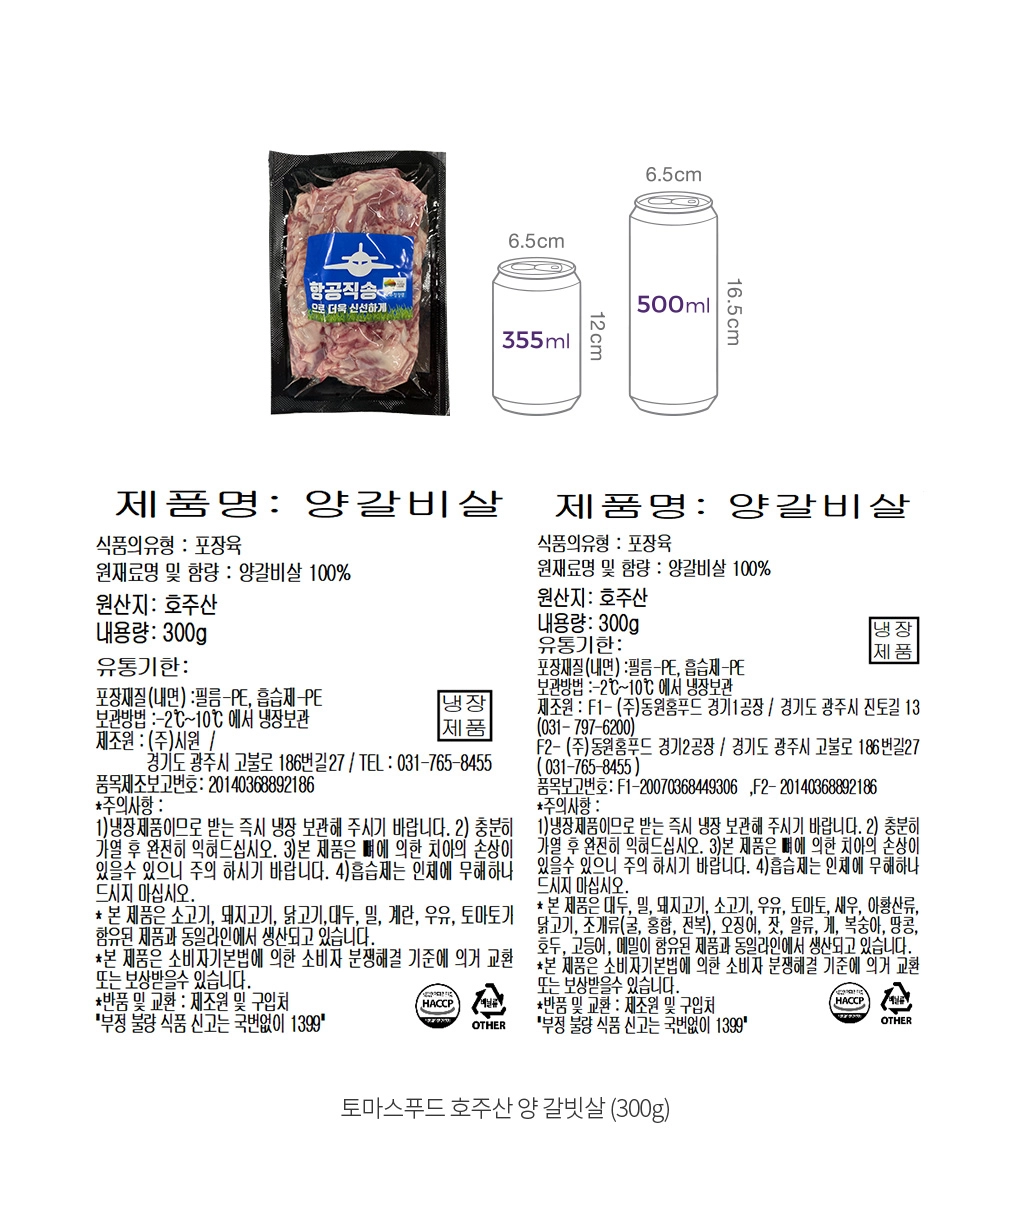 항공직송
으로 더욱 신선하게
6.5cm
355ml
12cm
6.5cm
500ml
16.5cm
제품명: 양갈비살
식품의유형 : 포장육
원재료명 및 함량 : 양갈비살 100%
원산지: 호주산
내용량: 300g
유통기한:
포장재질(내면) :필름-PE, 흡습제-PE
보관방법 :-2℃~10℃ 에서 냉장보관
제조원 : (주)시원 /
경기도 광주시 고불로 186번길27 / TEL : 031-765-8455
품목제조보고번호: 20140368892186
냉장
제품
*주의사항 :
1)냉장제품이므로 받는 즉시 냉장 보관해 주시기 바랍니다. 2) 충분히
가열 후 완전히 익혀드십시오. 3)본 제품은 뼈에 의한 치아의 손상이
있을수 있으니 주의 하시기 바랍니다. 4)흡습제는 인체에 무해하나
드시지 마십시오.
* 본 제품은 소고기, 돼지고기, 닭고기,대두, 밀, 계란, 우유, 토마토가
함유된 제품과 동일라인에서 생산되고 있습니다.
*본 제품은 소비자기본법에 의한 소비자 분쟁해결 기준에 의거 교환
또는 보상받을수 있습니다.
*반품 및 교환 : 제조원 및 구입처
"부정 불량 식품 신고는 국번없이 1399"
HACCP
비닐류
OTHER
제품명: 양갈비살
식품의유형 : 포장육
원재료명 및 함량 : 양갈비살 100%
원산지: 호주산
내용량: 300g
유통기한:
냉장
제품
포장재질(내면) :필름-PE, 흡습제-PE
보관방법 :-2℃~10℃ 에서 냉장보관
제조원 : F1- (주)동원홈푸드 경기1공장 / 경기도 광주시 진토길 13
(031- 797-6200)
F2- (주)동원홈푸드 경기2공장 / 경기도 광주시 고불로 186번길27
( 031-765-8455 )
품목보고번호: F1-20070368449306 ,F2- 20140368892186
*주의사항 :
1)냉장제품이므로 받는 즉시 냉장 보관해 주시기 바랍니다. 2) 충분히
가열 후 완전히 익혀드십시오. 3)본 제품은 뼈에 의한 치아의 손상이
있을수 있으니 주의 하시기 바랍니다. 4)흡습제는 인체에 무해하나
드시지 마십시오.
* 본 제품은 대두, 밀, 돼지고기, 소고기, 우유, 토마토, 새우, 아황산류,
닭고기, 조개류(굴, 홍합, 전복), 오징어, 잣, 알류, 게, 복숭아, 땅콩,
호두, 고등어, 메밀이 함유된 제품과 동일라인에서 생산되고 있습니다.
*본 제품은 소비자기본법에 의한 소비자 분쟁해결 기준에 의거 교환
또는 보상받을수 있습니다.
*반품 및 교환 : 제조원 및 구입처
"부정 불량 식품 신고는 국번없이 1399"
HACCP
비닐류
OTHER
토마스푸드 호주산 양 갈빗살 (300g)